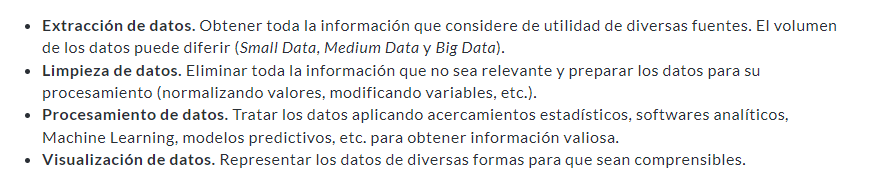 • Extracción de datos. Obtener toda la información que considere de utilidad de diversas fuentes. El volumen
de los datos puede diferir (Small Data, Medium Data y Big Data).
• Limpieza de datos. Eliminar toda la información que no sea relevante y preparar los datos para su
procesamiento (normalizando valores, modificando variables, etc.).
• Procesamiento de datos. Tratar los datos aplicando acercamientos estadísticos, softwares analíticos,
Machine Learning, modelos predictivos, etc. para obtener información valiosa.
• Visualización de datos. Representar los datos de diversas formas para que sean comprensibles.